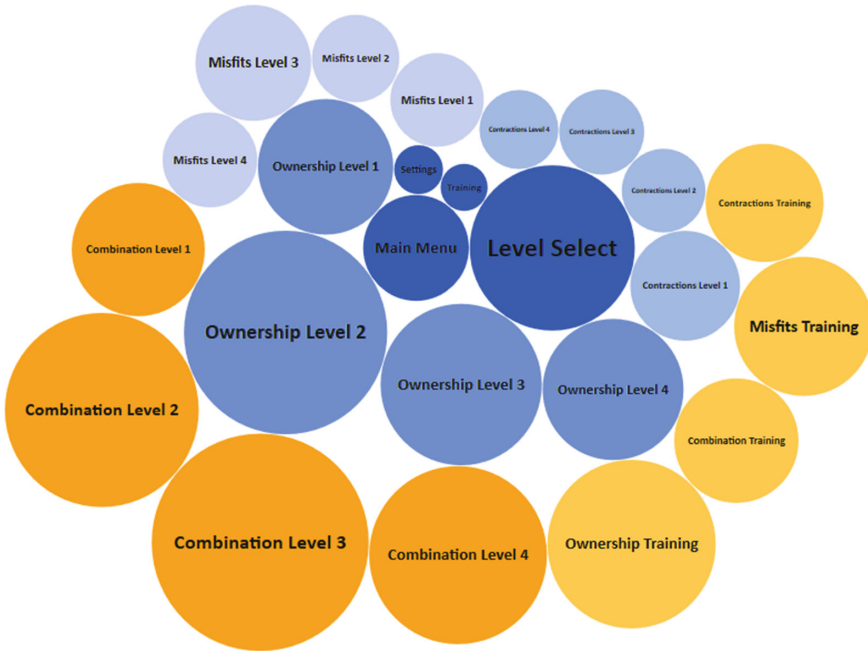 Misfits Level 3
Misfits Level 2
Misfits Level 1
Contractions Level 4
Contractions Level 3
Misfits Level 4
Ownership Level 1
Settings
Training
Contractions Level 2
Contractions Training
Combination Level 1
Main Menu
Level Select
Contractions Level 1
Ownership Level 2
Misfits Training
Ownership Level 3
Ownership Level 4
Combination Level 2
Combination Training
Combination Level 3
Combination Level 4
Ownership Training